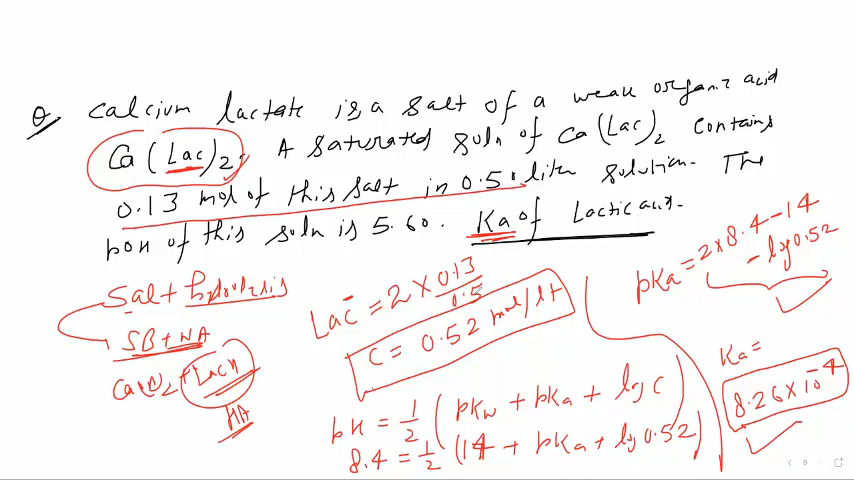 Q. Calcium lactate is a salt of a weak organic acid
Ca(Lac)2. A saturated soln of Ca(Lac)2 contains
0.13 mol of this salt in 0.50 liter solution. The
pOH of this soln is 5.60. Ka of Lactic acid.
Salt hydrolysis
SB + WA
+ LacH
HA
Lac̄ = 2 × 0.13/0.5
C = 0.52 mol/lt
pH = 1/2 (pKw + pKa + log C)
8.4 = 1/2 (14 + pKa + log 0.52)
pKa = 2×8.4-14
- log 0.52
Ka =
8.26×10⁻⁴